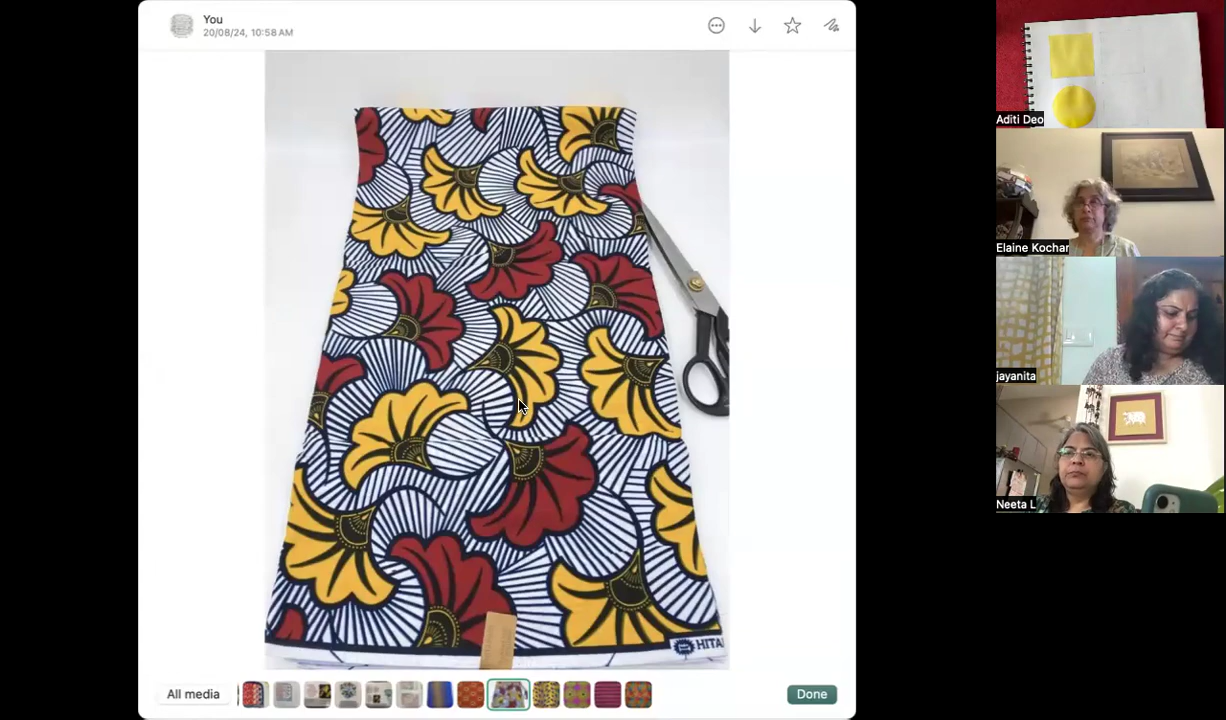 You
20/08/24, 10:58 AM
HITA
All media
Done
Aditi Deo
Elaine Kochar
jayanita
Neeta L